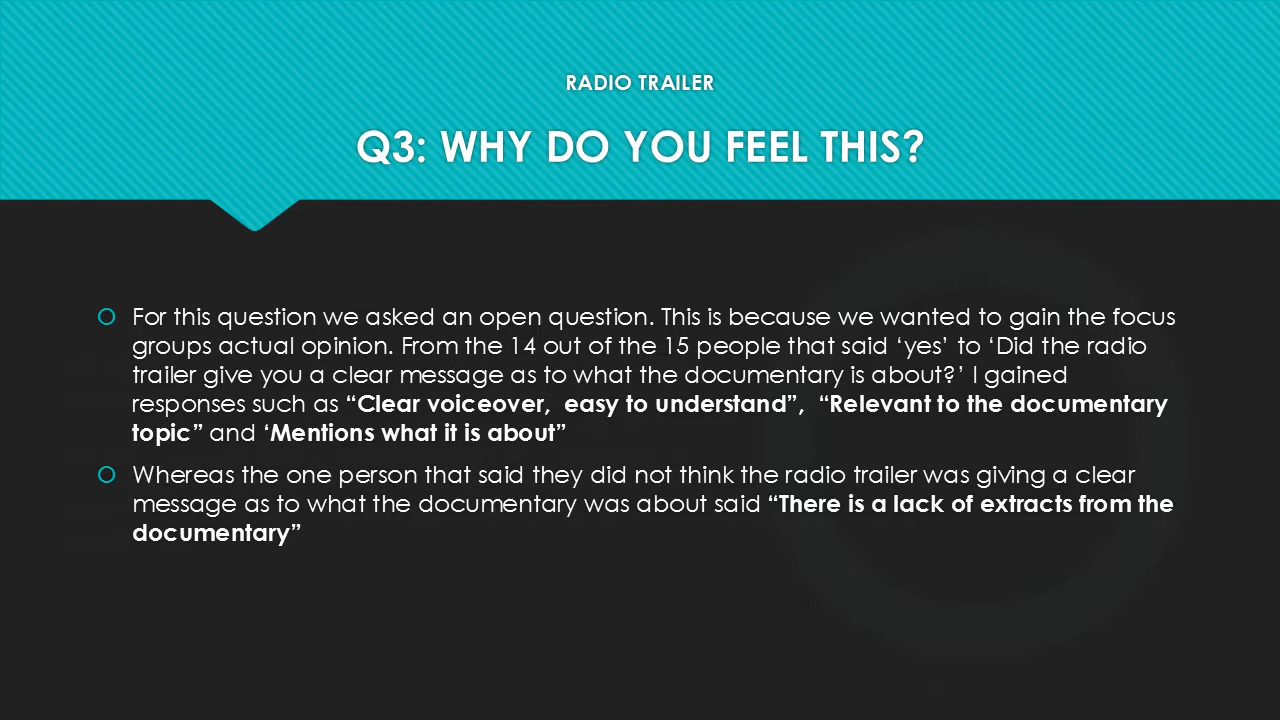 RADIO TRAILER
Q3: WHY DO YOU FEEL THIS?
For this question we asked an open question. This is because we wanted to gain the focus
groups actual opinion. From the 14 out of the 15 people that said ‘yes’ to ‘Did the radio
trailer give you a clear message as to what the documentary is about?’ I gained
responses such as “Clear voiceover,  easy to understand”,  “Relevant to the documentary
topic” and ‘Mentions what it is about”
Whereas the one person that said they did not think the radio trailer was giving a clear
message as to what the documentary was about said “There is a lack of extracts from the
documentary”